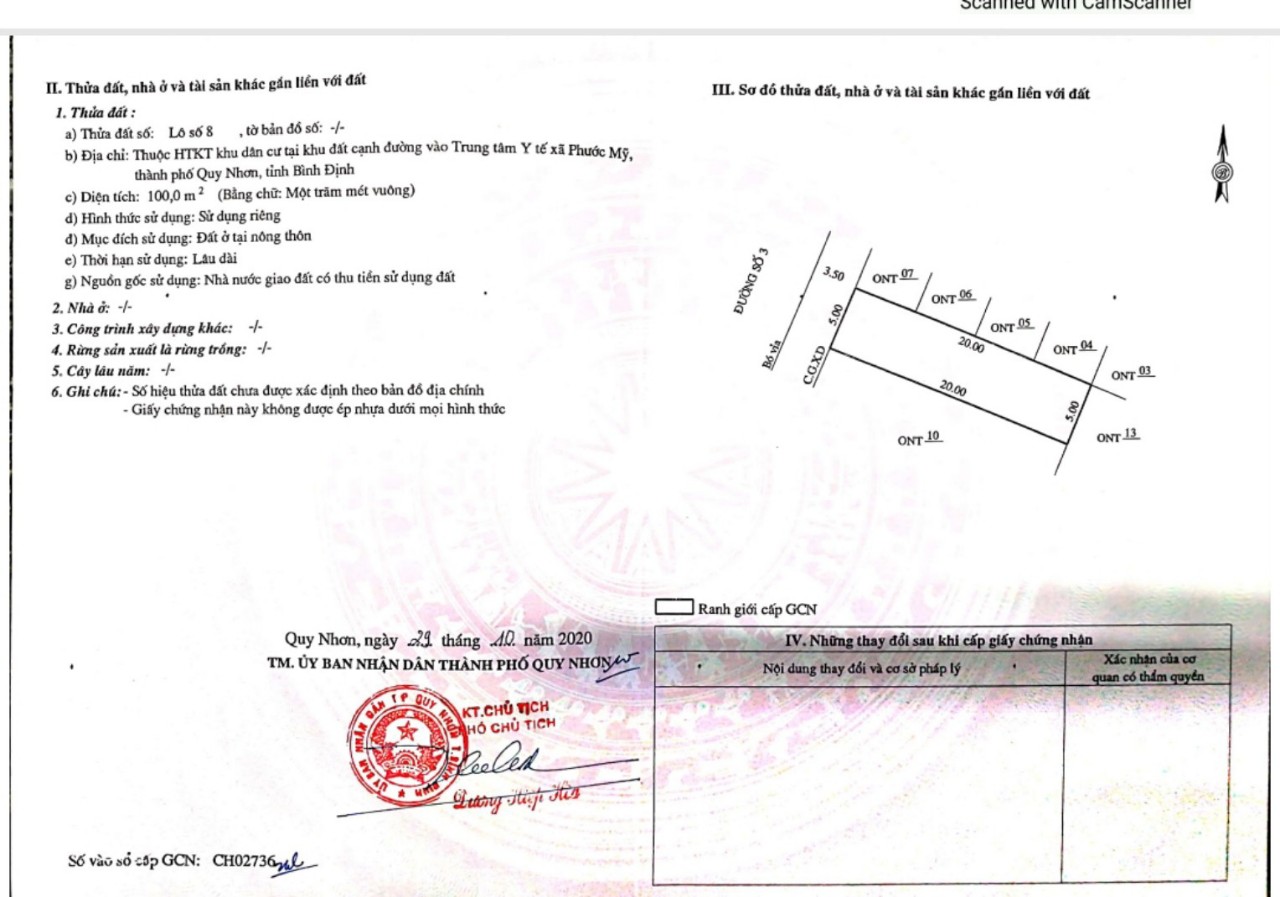 Scanned with CamScanner
II. Thửa đất, nhà ở và tài sản khác gắn liền với đất
1. Thửa đất :
a) Thửa đất số: Lô số 8 , tờ bản đồ số: -/-
b) Địa chỉ: Thuộc HTKT khu dân cư tại khu đất cạnh đường vào Trung tâm Y tế xã Phước Mỹ,
thành phố Quy Nhơn, tỉnh Bình Định
c) Diện tích: 100,0 m² (Bằng chữ: Một trăm mét vuông)
d) Hình thức sử dụng: Sử dụng riêng
đ) Mục đích sử dụng: Đất ở tại nông thôn
e) Thời hạn sử dụng: Lâu dài
g) Nguồn gốc sử dụng: Nhà nước giao đất có thu tiền sử dụng đất
2. Nhà ở: -/-
3. Công trình xây dựng khác: -/-
4. Rừng sản xuất là rừng trồng: -/-
5. Cây lâu năm: -/-
6. Ghi chú: - Số hiệu thửa đất chưa được xác định theo bản đồ địa chính
- Giấy chứng nhận này không được ép nhựa dưới mọi hình thức
Quy Nhơn, ngày 29 tháng 10 năm 2020
TM. ỦY BAN NHÂN DÂN THÀNH PHỐ QUY NHƠN
KT.CHỦ TỊCH
PHÓ CHỦ TỊCH
ỦY BAN NHÂN DÂN TP QUY NHƠN T.BÌNH ĐỊNH
Số vào sổ cấp GCN: CH02736
III. Sơ đồ thửa đất, nhà ở và tài sản khác gắn liền với đất
B
ĐƯỜNG SỐ 3
Bó vỉa
3.50
C.G.X.D
5.00
ONT 07
ONT 06
ONT 05
ONT 04
ONT 03
20.00
20.00
5.00
ONT 10
ONT 13
Ranh giới cấp GCN
IV. Những thay đổi sau khi cấp giấy chứng nhận
Nội dung thay đổi và cơ sở pháp lý
Xác nhận của cơ
quan có thẩm quyền